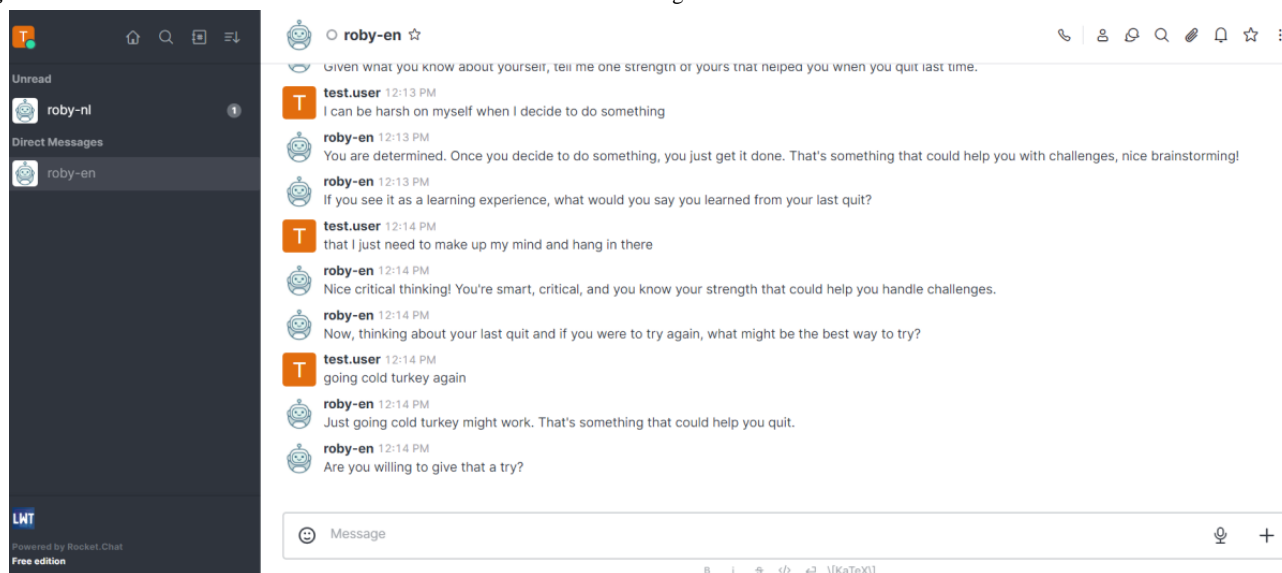 T
roby-en
Unread
Given what you know about yourself, tell me one strength of yours that helped you when you quit last time.
roby-nl
1
T
test.user 12:13 PM
I can be harsh on myself when I decide to do something
Direct Messages
roby-en 12:13 PM
You are determined. Once you decide to do something, you just get it done. That's something that could help you with challenges, nice brainstorming!
roby-en
roby-en 12:13 PM
If you see it as a learning experience, what would you say you learned from your last quit?
T
test.user 12:14 PM
that I just need to make up my mind and hang in there
roby-en 12:14 PM
Nice critical thinking! You're smart, critical, and you know your strength that could help you handle challenges.
roby-en 12:14 PM
Now, thinking about your last quit and if you were to try again, what might be the best way to try?
T
test.user 12:14 PM
going cold turkey again
roby-en 12:14 PM
Just going cold turkey might work. That's something that could help you quit.
roby-en 12:14 PM
Are you willing to give that a try?
LWT
Powered by Rocket.Chat
Free edition
Message
B i S </> \[KaTeX\]